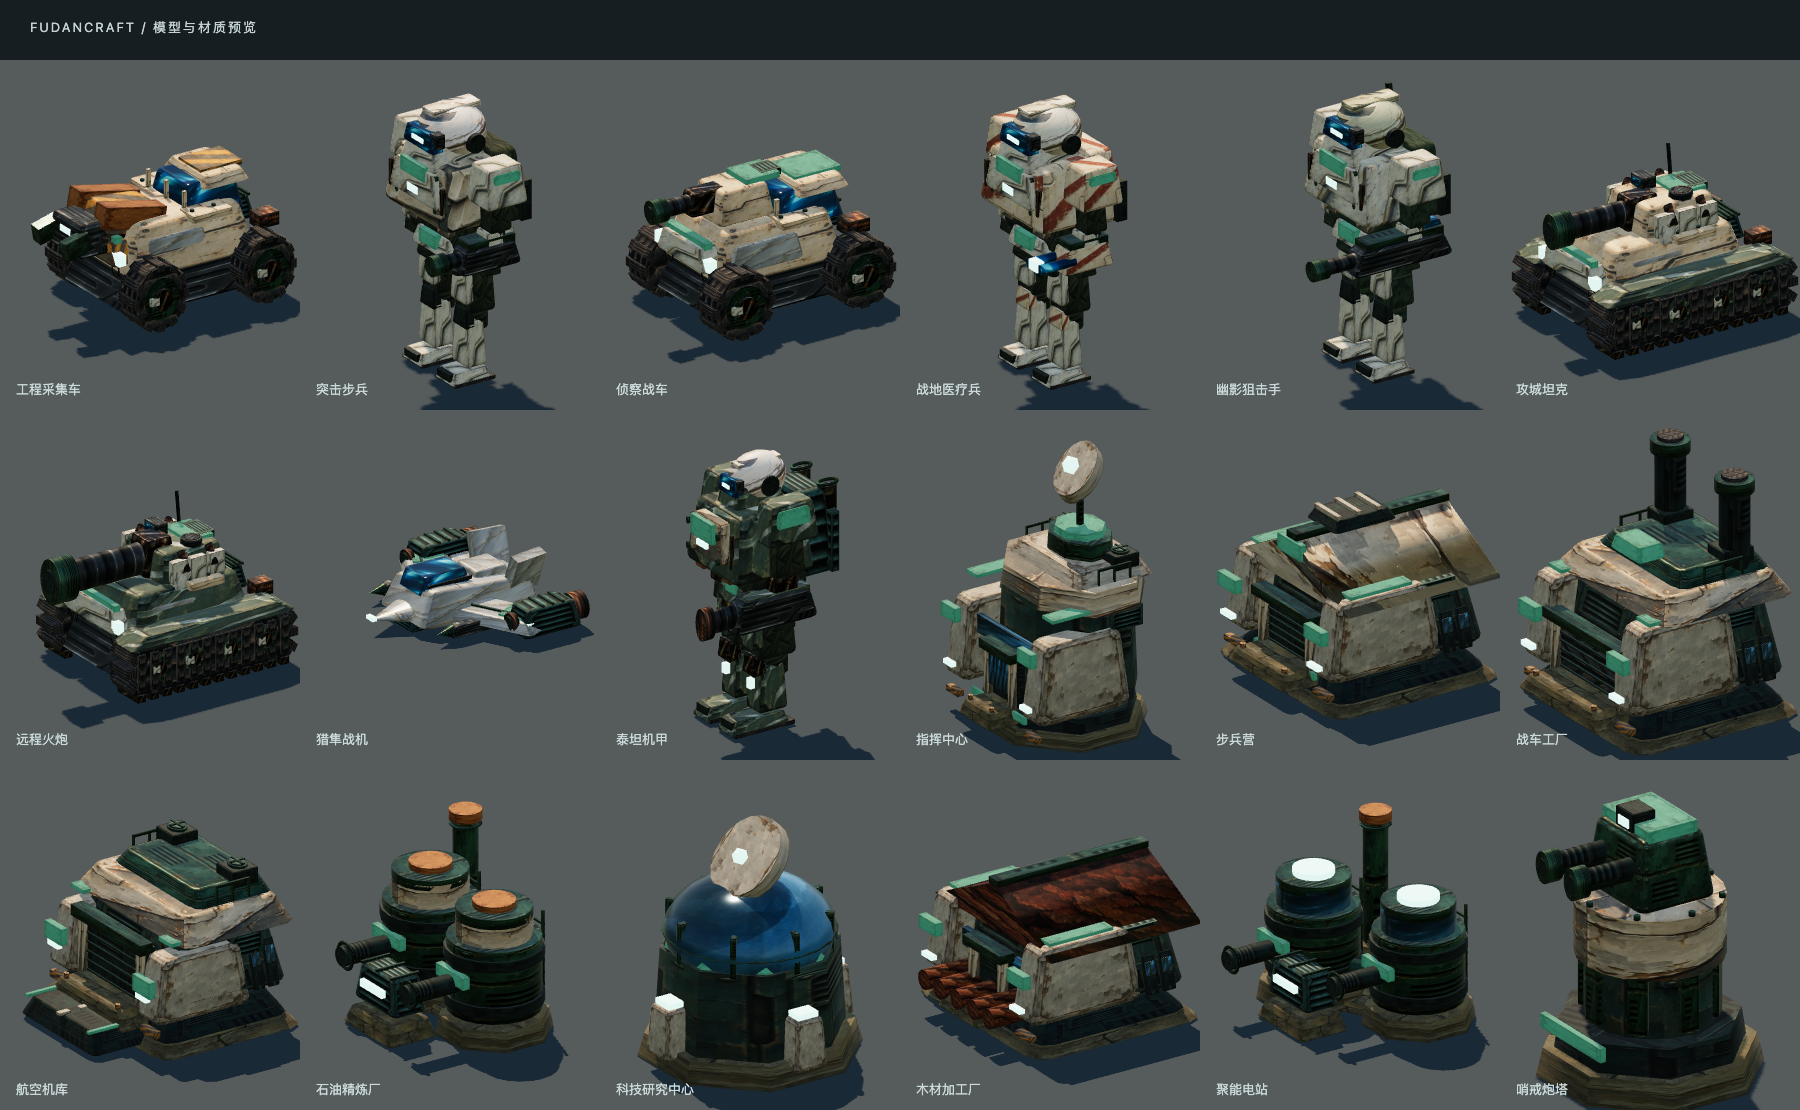 FUDANCRAFT / 模型与材质预览
工程采集车
突击步兵
侦察战车
战地医疗兵
幽影狙击手
攻城坦克
远程火炮
猎隼战机
泰坦机甲
指挥中心
步兵营
战车工厂
航空机库
石油精炼厂
科技研究中心
木材加工厂
聚能电站
哨戒炮塔